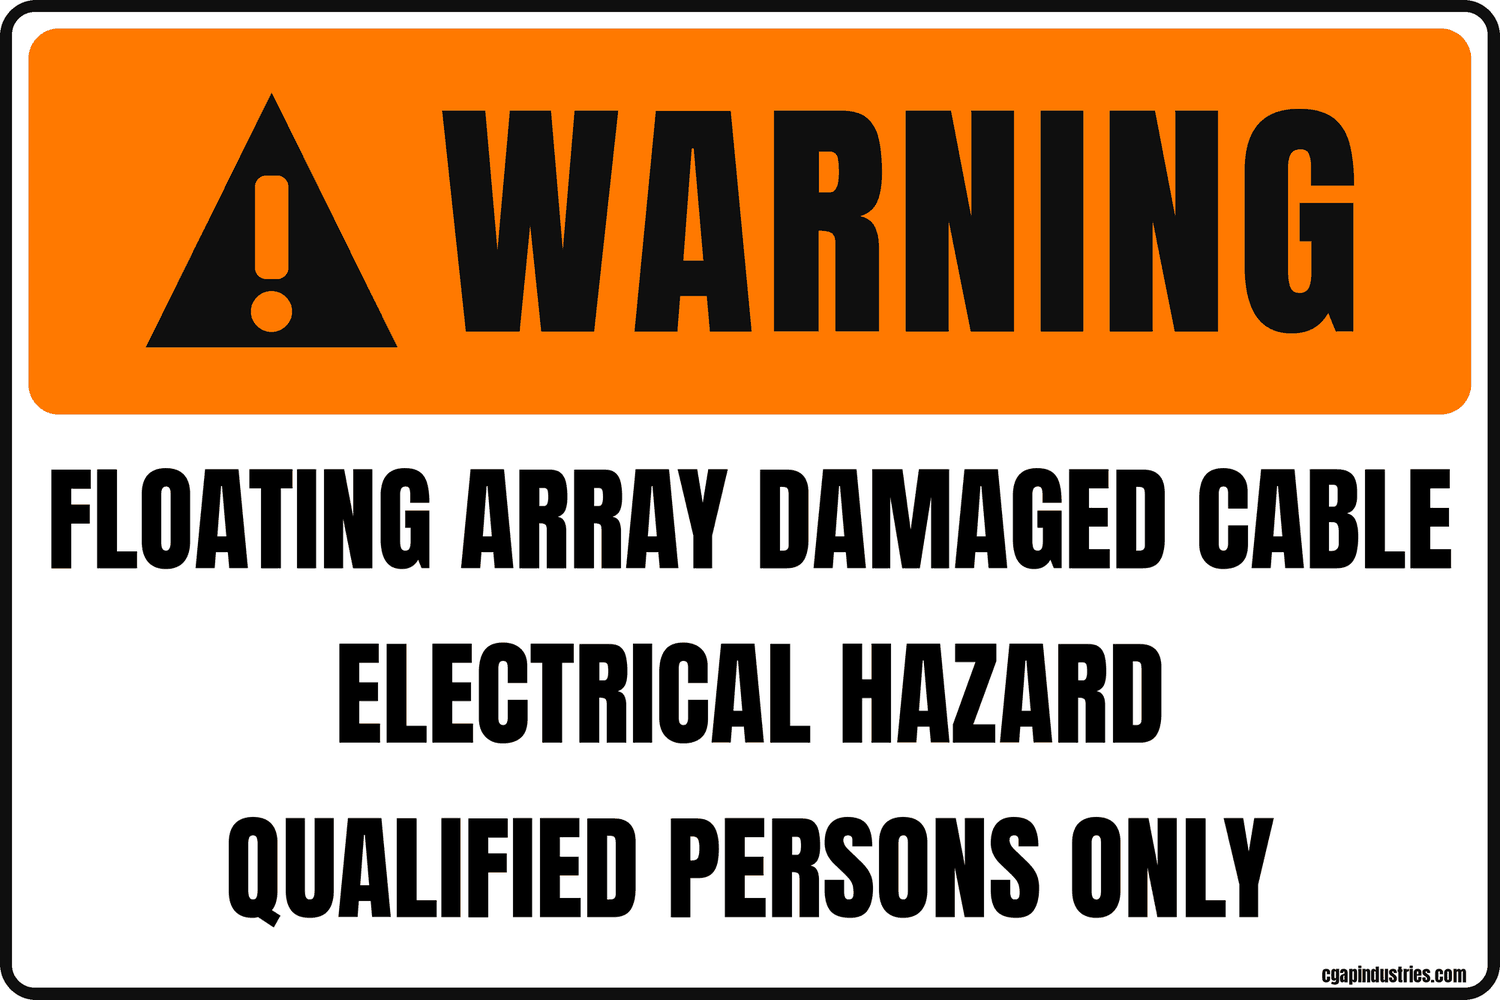 WARNING
FLOATING ARRAY DAMAGED CABLE
ELECTRICAL HAZARD
QUALIFIED PERSONS ONLY
cgapindustries.com